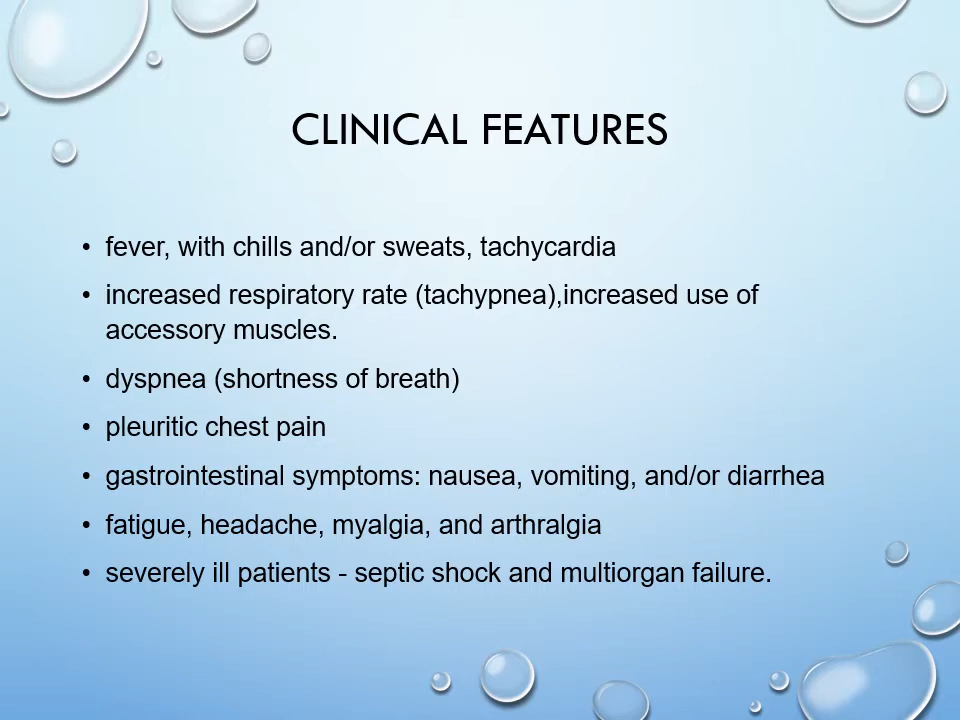 CLINICAL FEATURES
• fever, with chills and/or sweats, tachycardia
• increased respiratory rate (tachypnea),increased use of
accessory muscles.
• dyspnea (shortness of breath)
• pleuritic chest pain
• gastrointestinal symptoms: nausea, vomiting, and/or diarrhea
• fatigue, headache, myalgia, and arthralgia
• severely ill patients - septic shock and multiorgan failure.